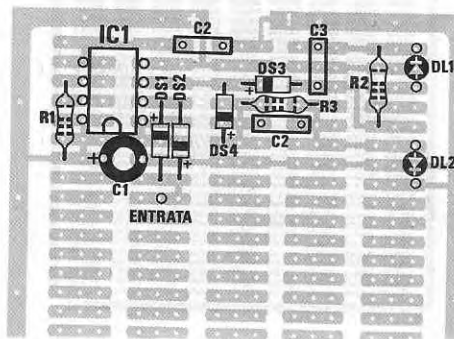 IC1
C2
C3
DS1
DS2
DS3
R2
DL1
R1
R3
C2
DS4
DL2
C1
ENTRATA